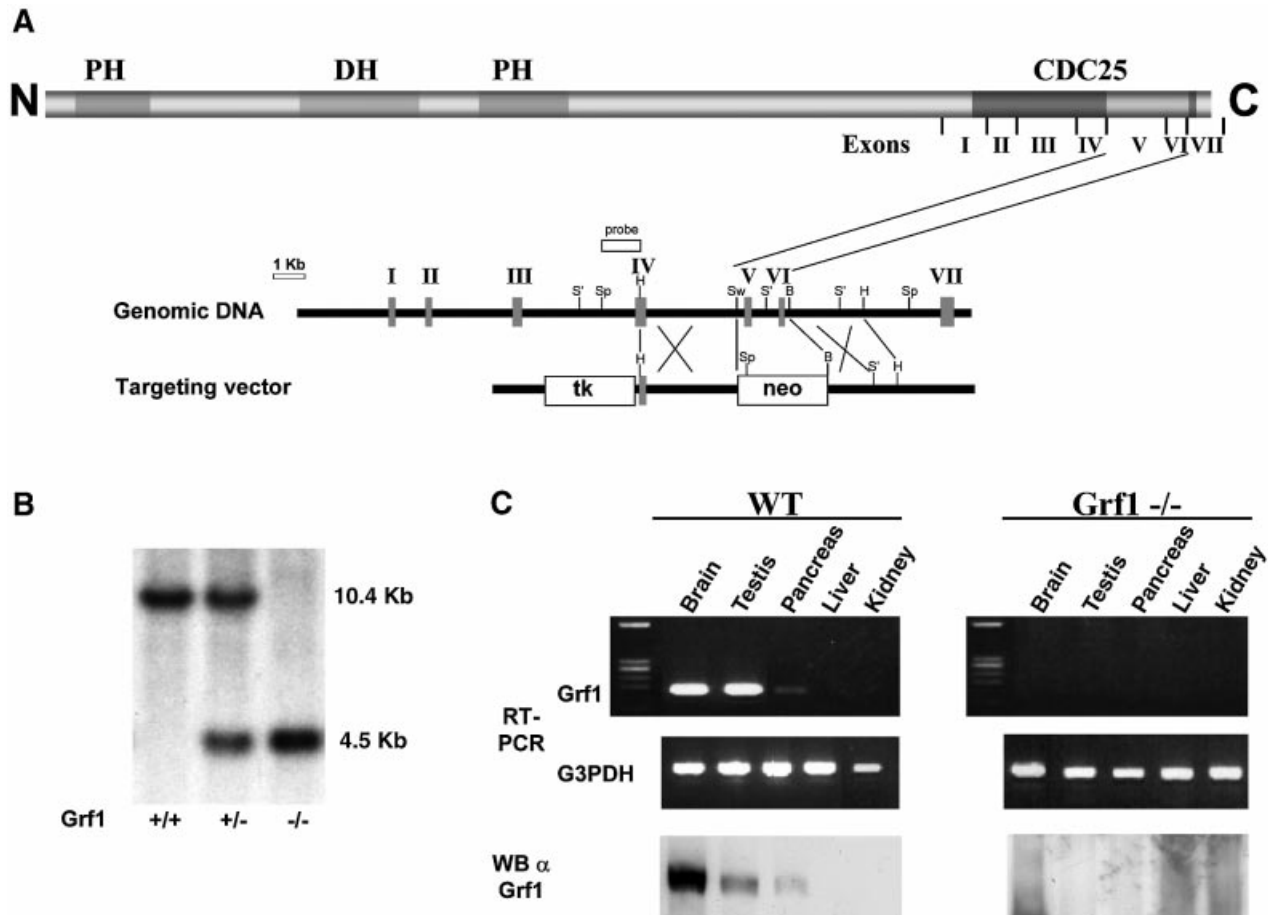 A
PH DH PH CDC25
N C
Exons I II III IV V VI VII
probe
1 Kb
I II III IV V VI VII
S' Sp H Sw S' B S' H Sp
Genomic DNA
H Sp B S' H
Targeting vector tk neo
B
10.4 Kb
4.5 Kb
Grf1 +/+ +/- -/-
C
WT Grf1 -/-
Brain Testis Pancreas Liver Kidney Brain Testis Pancreas Liver Kidney
Grf1
RT-
PCR
G3PDH
WB α
Grf1